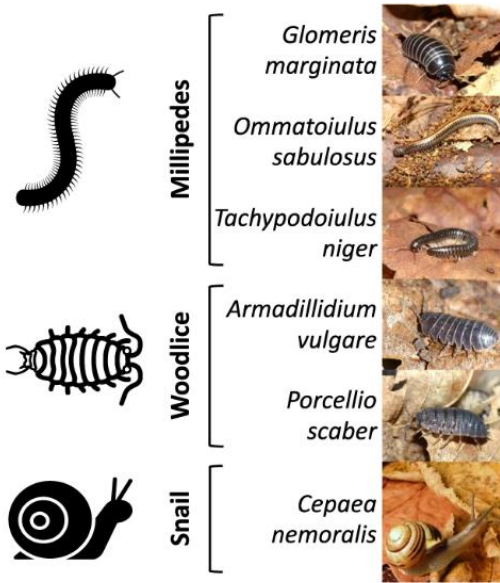 Millipedes
Glomeris
marginata
Ommatoiulus
sabulosus
Tachypodoiulus
niger
Woodlice
Armadillidium
vulgare
Porcellio
scaber
Snail
Cepaea
nemoralis